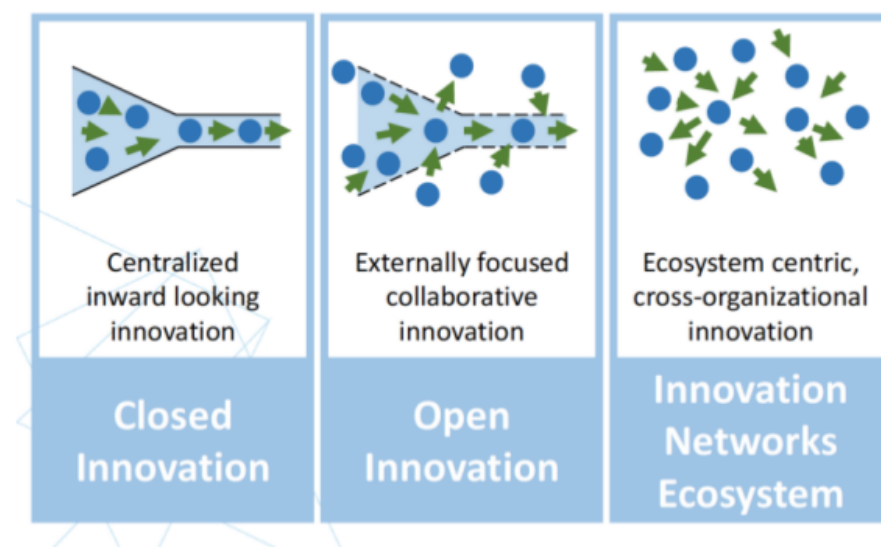 Centralized
inward looking
innovation
Closed
Innovation
Externally focused
collaborative
innovation
Open
Innovation
Ecosystem centric,
cross-organizational
innovation
Innovation
Networks
Ecosystem